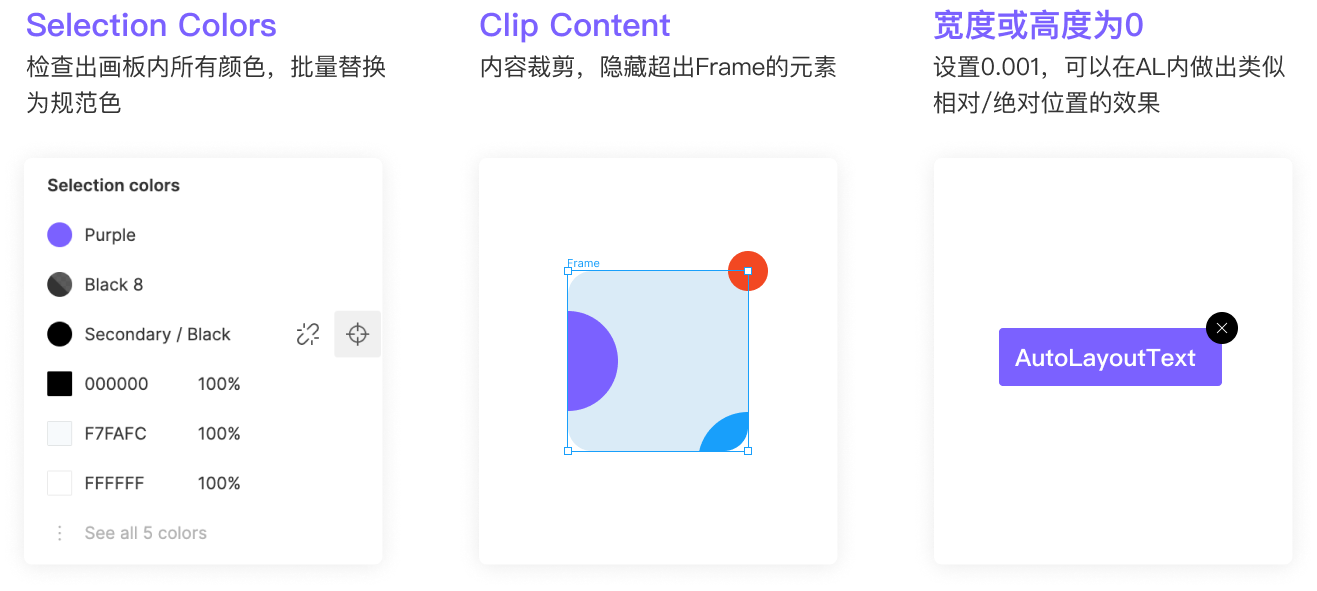 Selection Colors
检查出画板内所有颜色，批量替换
为规范色
Selection colors
Purple
Black 8
Secondary / Black
000000 100%
F7FAFC 100%
FFFFFF 100%
See all 5 colors
Clip Content
内容裁剪，隐藏超出Frame的元素
Frame
宽度或高度为0
设置0.001，可以在AL内做出类似
相对/绝对位置的效果
AutoLayoutText